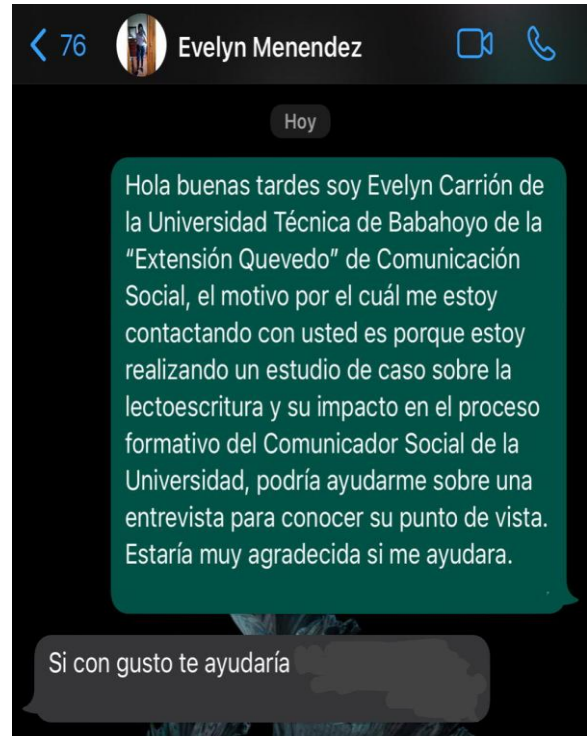 76 Evelyn Menendez
Hoy
Hola buenas tardes soy Evelyn Carrión de
la Universidad Técnica de Babahoyo de la
“Extensión Quevedo” de Comunicación
Social, el motivo por el cuál me estoy
contactando con usted es porque estoy
realizando un estudio de caso sobre la
lectoescritura y su impacto en el proceso
formativo del Comunicador Social de la
Universidad, podría ayudarme sobre una
entrevista para conocer su punto de vista.
Estaría muy agradecida si me ayudara.
Si con gusto te ayudaría